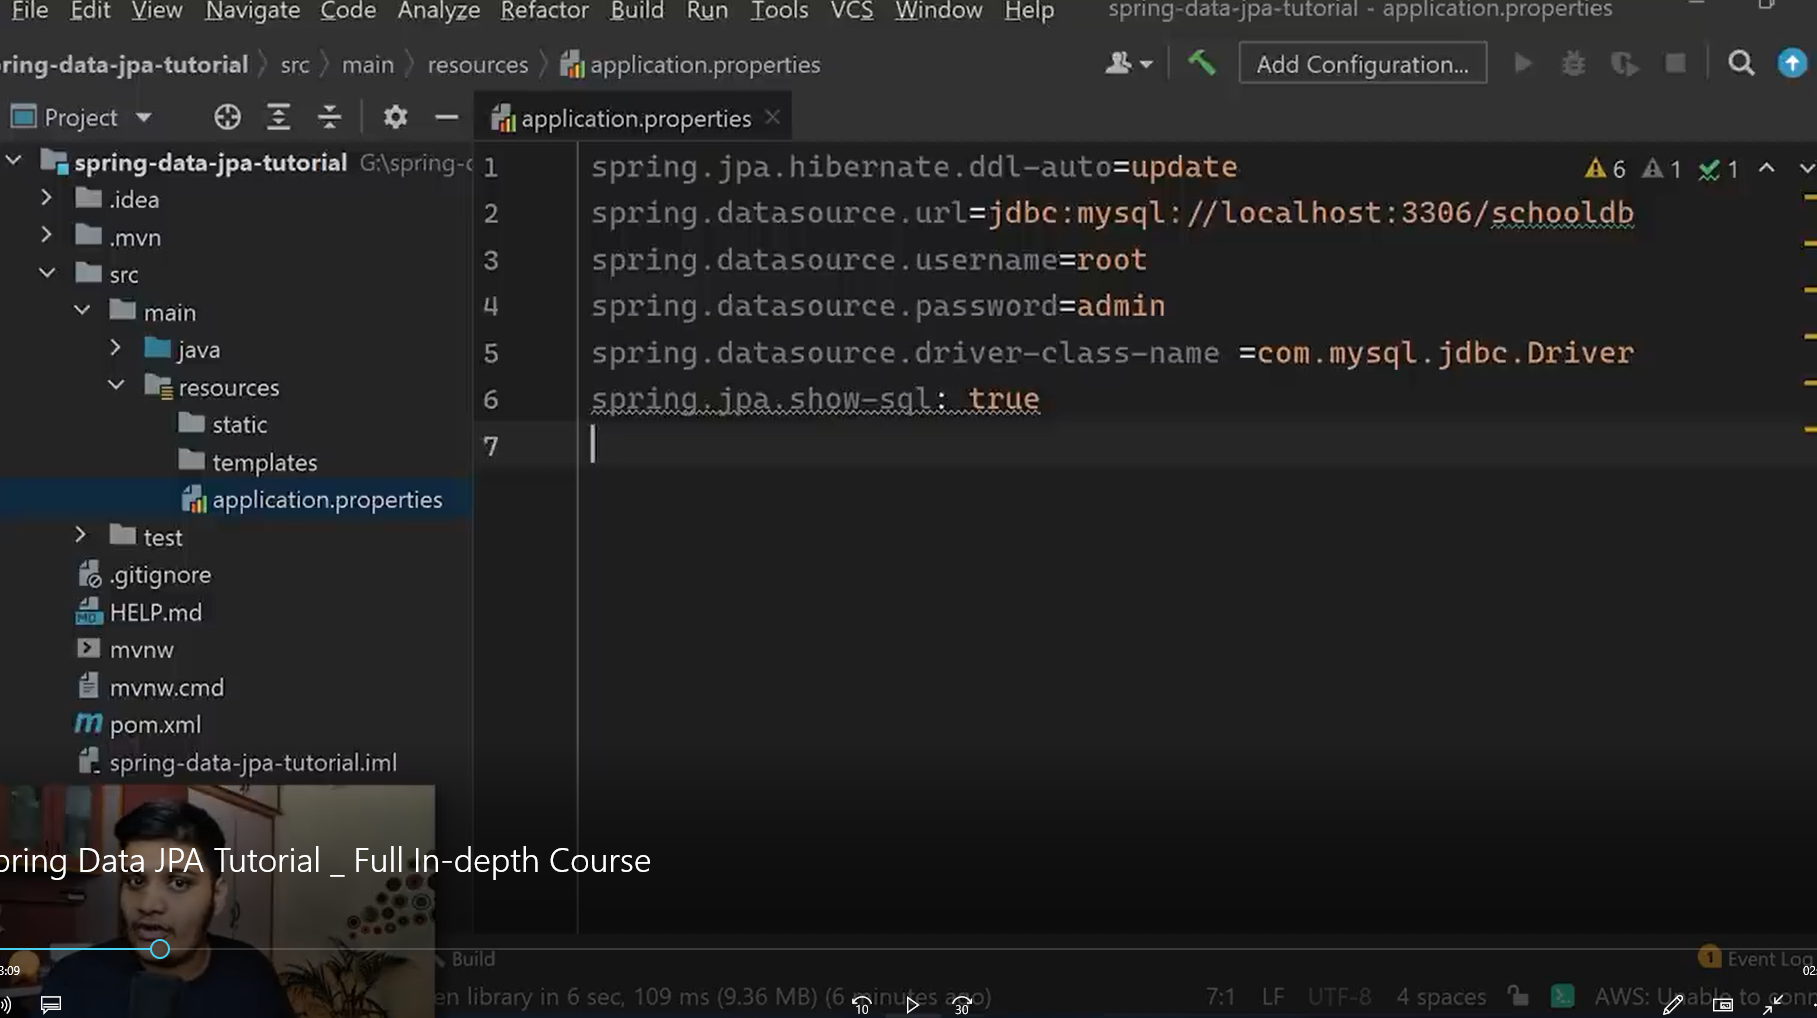 File Edit View Navigate Code Analyze Refactor Build Run Tools VCS Window Help spring-data-jpa-tutorial - application.properties
ring-data-jpa-tutorial src main resources application.properties Add Configuration...
Project application.properties
spring-data-jpa-tutorial G:\spring-d
.idea
.mvn
src
main
java
resources
static
templates
application.properties
test
.gitignore
HELP.md
mvnw
mvnw.cmd
pom.xml
spring-data-jpa-tutorial.iml
1 spring.jpa.hibernate.ddl-auto=update 6 1 1
2 spring.datasource.url=jdbc:mysql://localhost:3306/schooldb
3 spring.datasource.username=root
4 spring.datasource.password=admin
5 spring.datasource.driver-class-name =com.mysql.jdbc.Driver
6 spring.jpa.show-sql: true
7
pring Data JPA Tutorial _ Full In-depth Course
Build 1 Event Log
3:09 02:
en library in 6 sec, 109 ms (9.36 MB) (6 minutes ago) 7:1 LF UTF-8 4 spaces AWS: Unable to conn
10 30